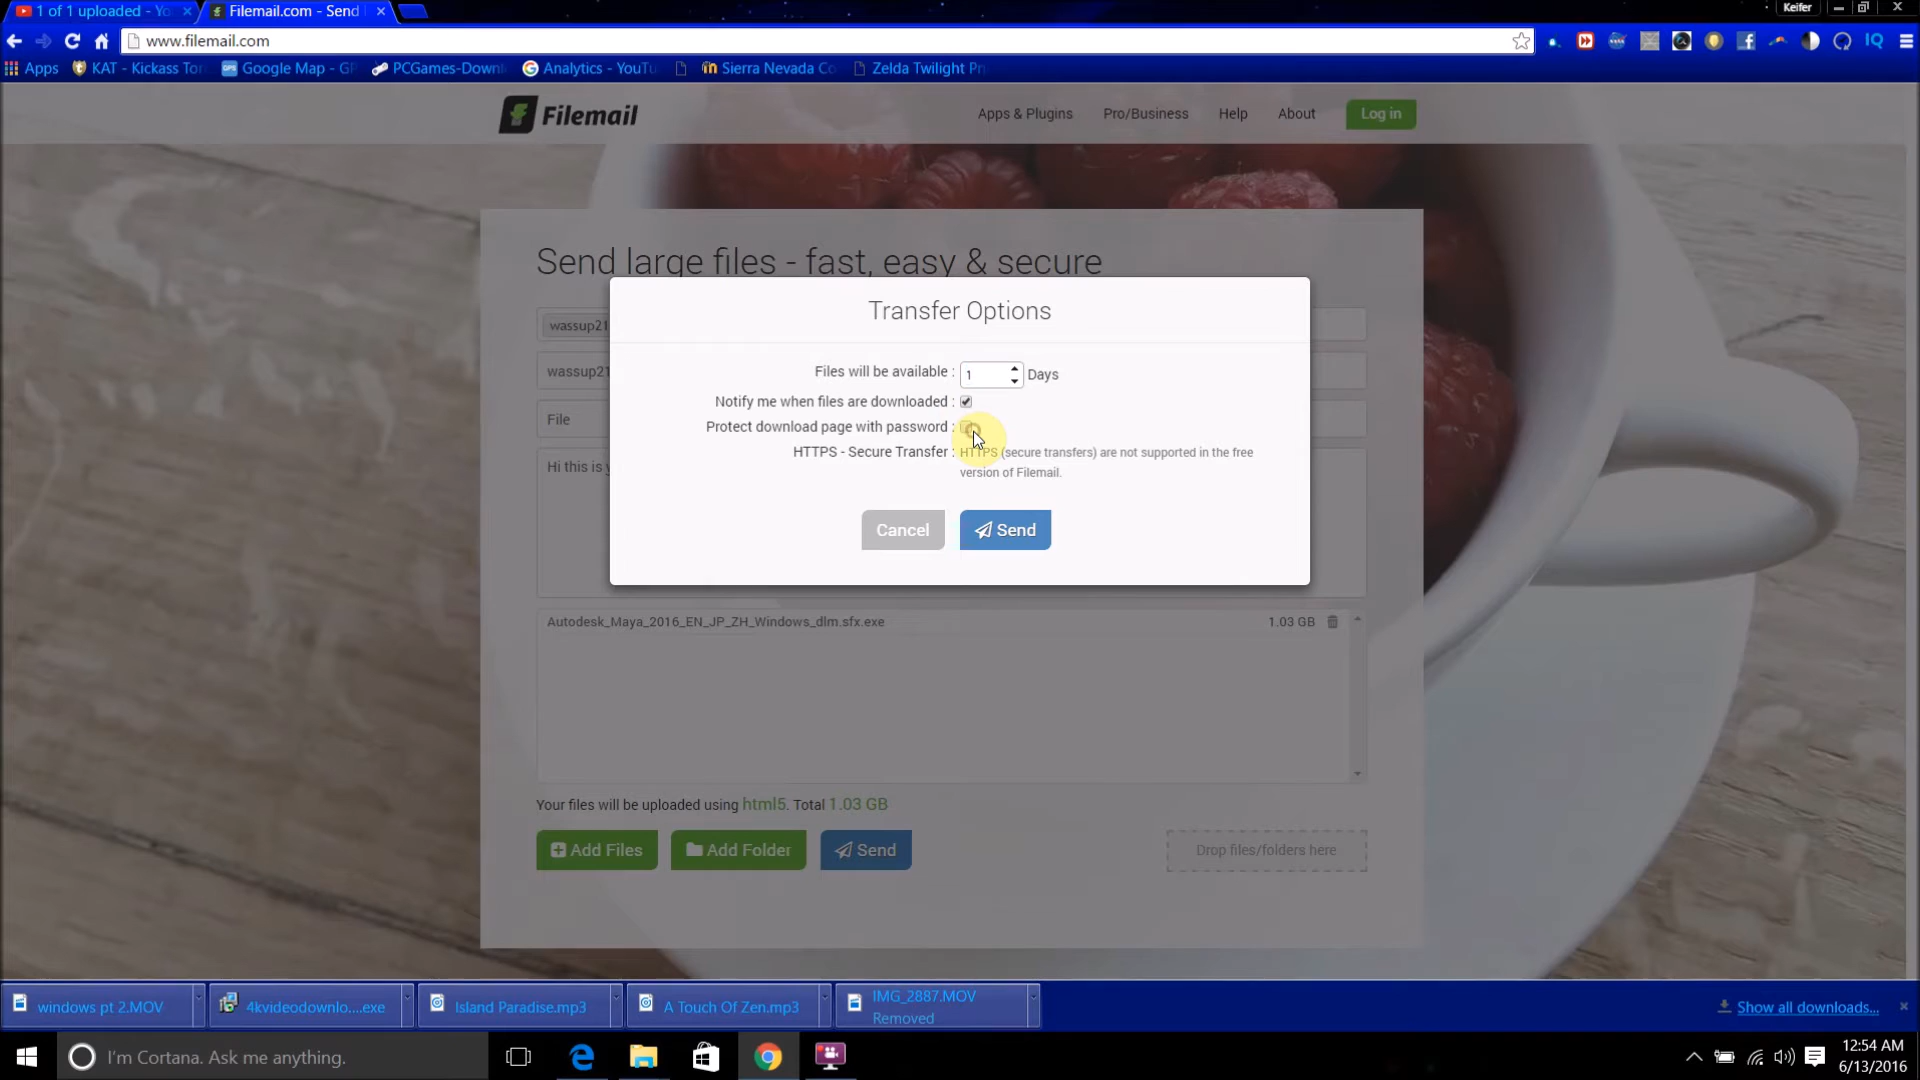 1 of 1 uploaded - Yo
Filemail.com - Send
Keifer
www.filemail.com
Apps
KAT - Kickass Tor
Google Map - GP
PCGames-Downl
Analytics - YouTu
Sierra Nevada Co
Zelda Twilight Pri
IQ
Filemail
Apps & Plugins
Pro/Business
Help
About
Log in
Send large files - fast, easy & secure
wassup21
wassup21
File
Hi this is y
Transfer Options
Files will be available : 1 Days
Notify me when files are downloaded :
Protect download page with password :
HTTPS - Secure Transfer : HTTPS (secure transfers) are not supported in the free
version of Filemail.
Cancel
Send
Autodesk_Maya_2016_EN_JP_ZH_Windows_dlm.sfx.exe 1.03 GB
Your files will be uploaded using html5. Total 1.03 GB
Add Files
Add Folder
Send
Drop files/folders here
windows pt 2.MOV
4kvideodownlo....exe
Island Paradise.mp3
A Touch Of Zen.mp3
IMG_2887.MOV
Removed
Show all downloads...
I'm Cortana. Ask me anything.
12:54 AM
6/13/2016